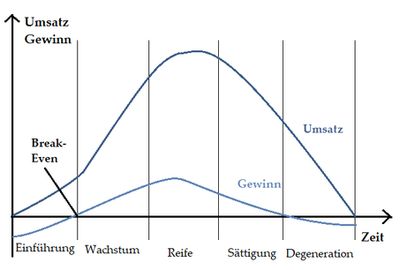 Umsatz
Gewinn
Umsatz
Break-
Even
Gewinn
Zeit
Einführung Wachstum Reife Sättigung Degeneration